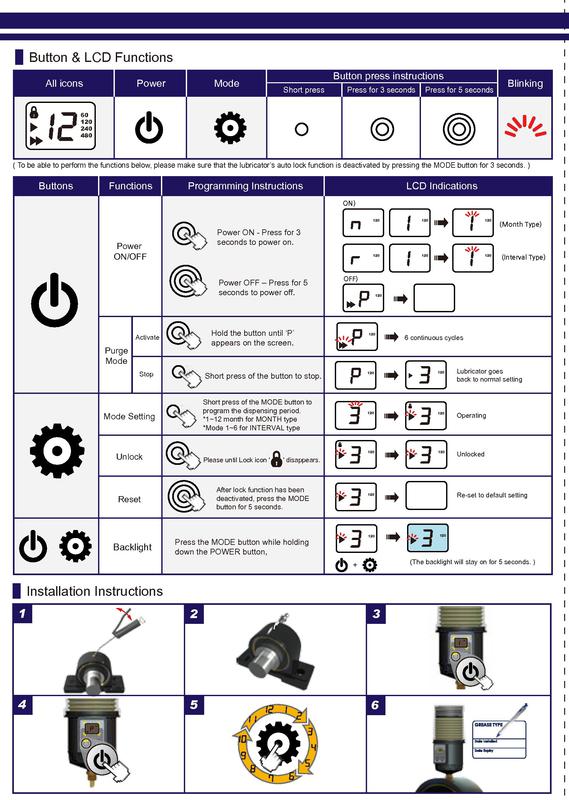 Button & LCD Functions
All icons
Power
Mode
Button press instructions
Short press
Press for 3 seconds
Press for 5 seconds
Blinking
12
60
120
240
480
( To be able to perform the functions below, please make sure that the lubricator's auto lock function is deactivated by pressing the MODE button for 3 seconds. )
Buttons
Functions
Programming Instructions
LCD Indications
Power
ON/OFF
Power ON - Press for 3
seconds to power on.
Power OFF – Press for 5
seconds to power off.
ON)
n 120
1 120
1 120
(Month Type)
r 120
1 120
1 120
(Interval Type)
OFF)
P 120
Purge
Mode
Activate
Hold the button until 'P'
appears on the screen.
P 120
6 continuous cycles
Stop
Short press of the button to stop.
P 120
3 120
Lubricator goes
back to normal setting
Mode Setting
Short press of the MODE button to
program the dispensing period.
*1~12 month for MONTH type
*Mode 1~6 for INTERVAL type
3 120
3 120
Operating
Unlock
Please until Lock icon ' ' disappears.
3 120
3 120
Unlocked
Reset
After lock function has been
deactivated, press the MODE
button for 5 seconds.
3 120
Re-set to default setting
Backlight
Press the MODE button while holding
down the POWER button,
3 120
3 120
+
(The backlight will stay on for 5 seconds. )
Installation Instructions
1
2
3
4
5
6
GREASE TYPE
Date Installed
Date Expiry